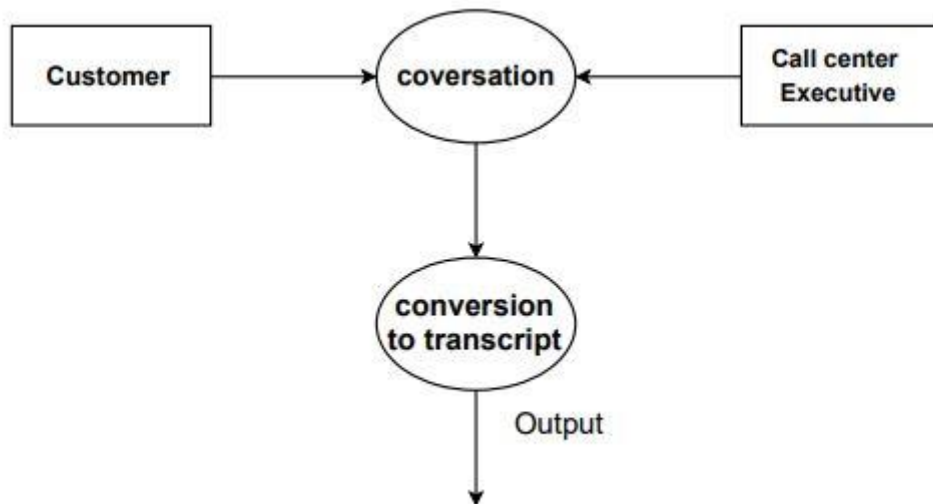 Customer
coversation
Call center
Executive
conversion
to transcript
Output